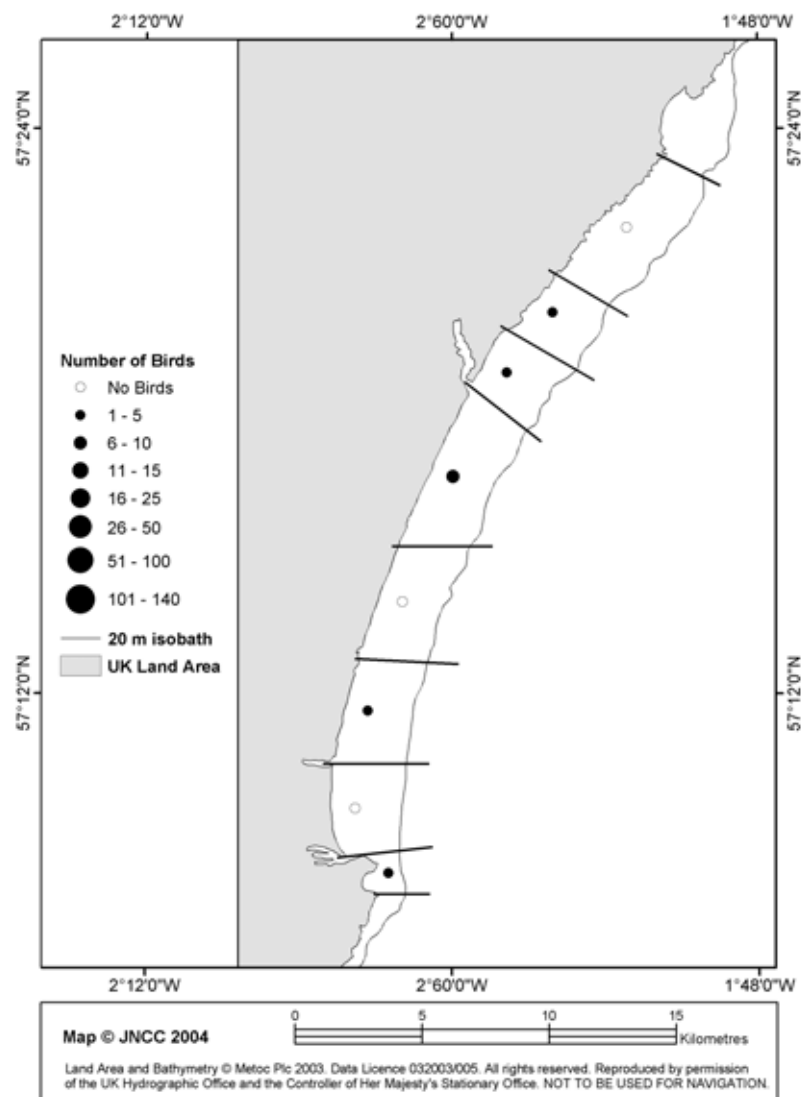 2°12'0"W 2°60'0"W 1°48'0"W
57°24'0"N 57°24'0"N
Number of Birds
No Birds
1 - 5
6 - 10
11 - 15
16 - 25
26 - 50
51 - 100
101 - 140
20 m isobath
UK Land Area
57°12'0"N 57°12'0"N
2°12'0"W 2°60'0"W 1°48'0"W
Map © JNCC 2004
0 5 10 15
Kilometres
Land Area and Bathymetry © Metoc Plc 2003. Data Licence 032003/005. All rights reserved. Reproduced by permission
of the UK Hydrographic Office and the Controller of Her Majesty's Stationary Office. NOT TO BE USED FOR NAVIGATION.